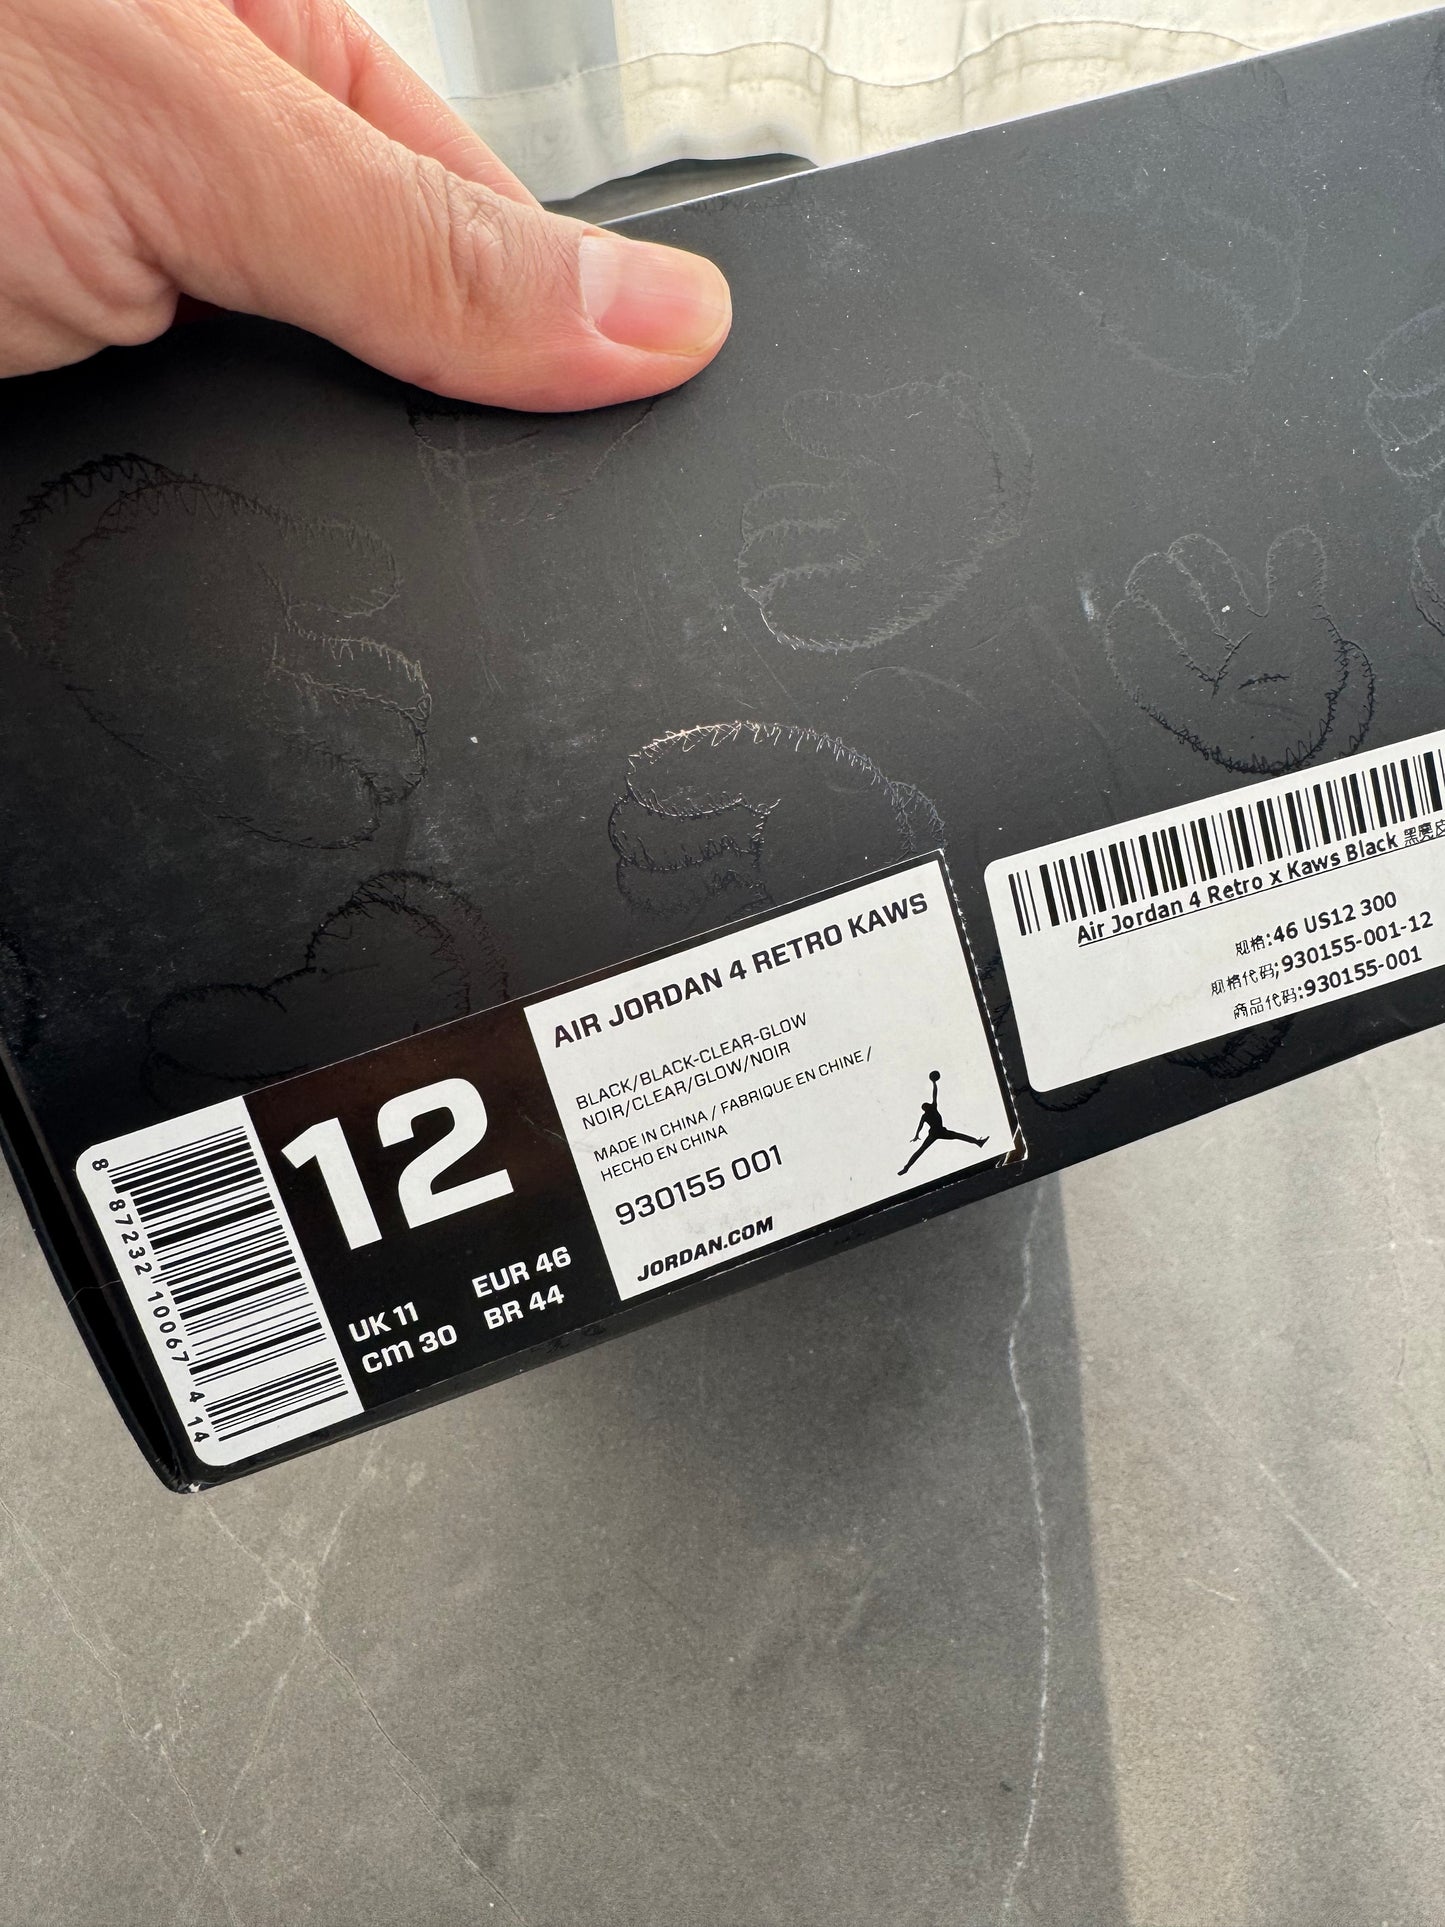 AIR JORDAN 4 RETRO KAWS
BLACK/BLACK-CLEAR-GLOW
NOIR/CLEAR/GLOW/NOIR
MADE IN CHINA / FABRIQUE EN CHINE /
HECHO EN CHINA
930155 001
JORDAN.COM
12
UK 11
EUR 46
cm 30
BR 44
8 87232 10067 4 14
Air Jordan 4 Retro x Kaws Black 黑麂皮
规格:46 US12 300
规格代码;930155-001-12
商品代码:930155-001